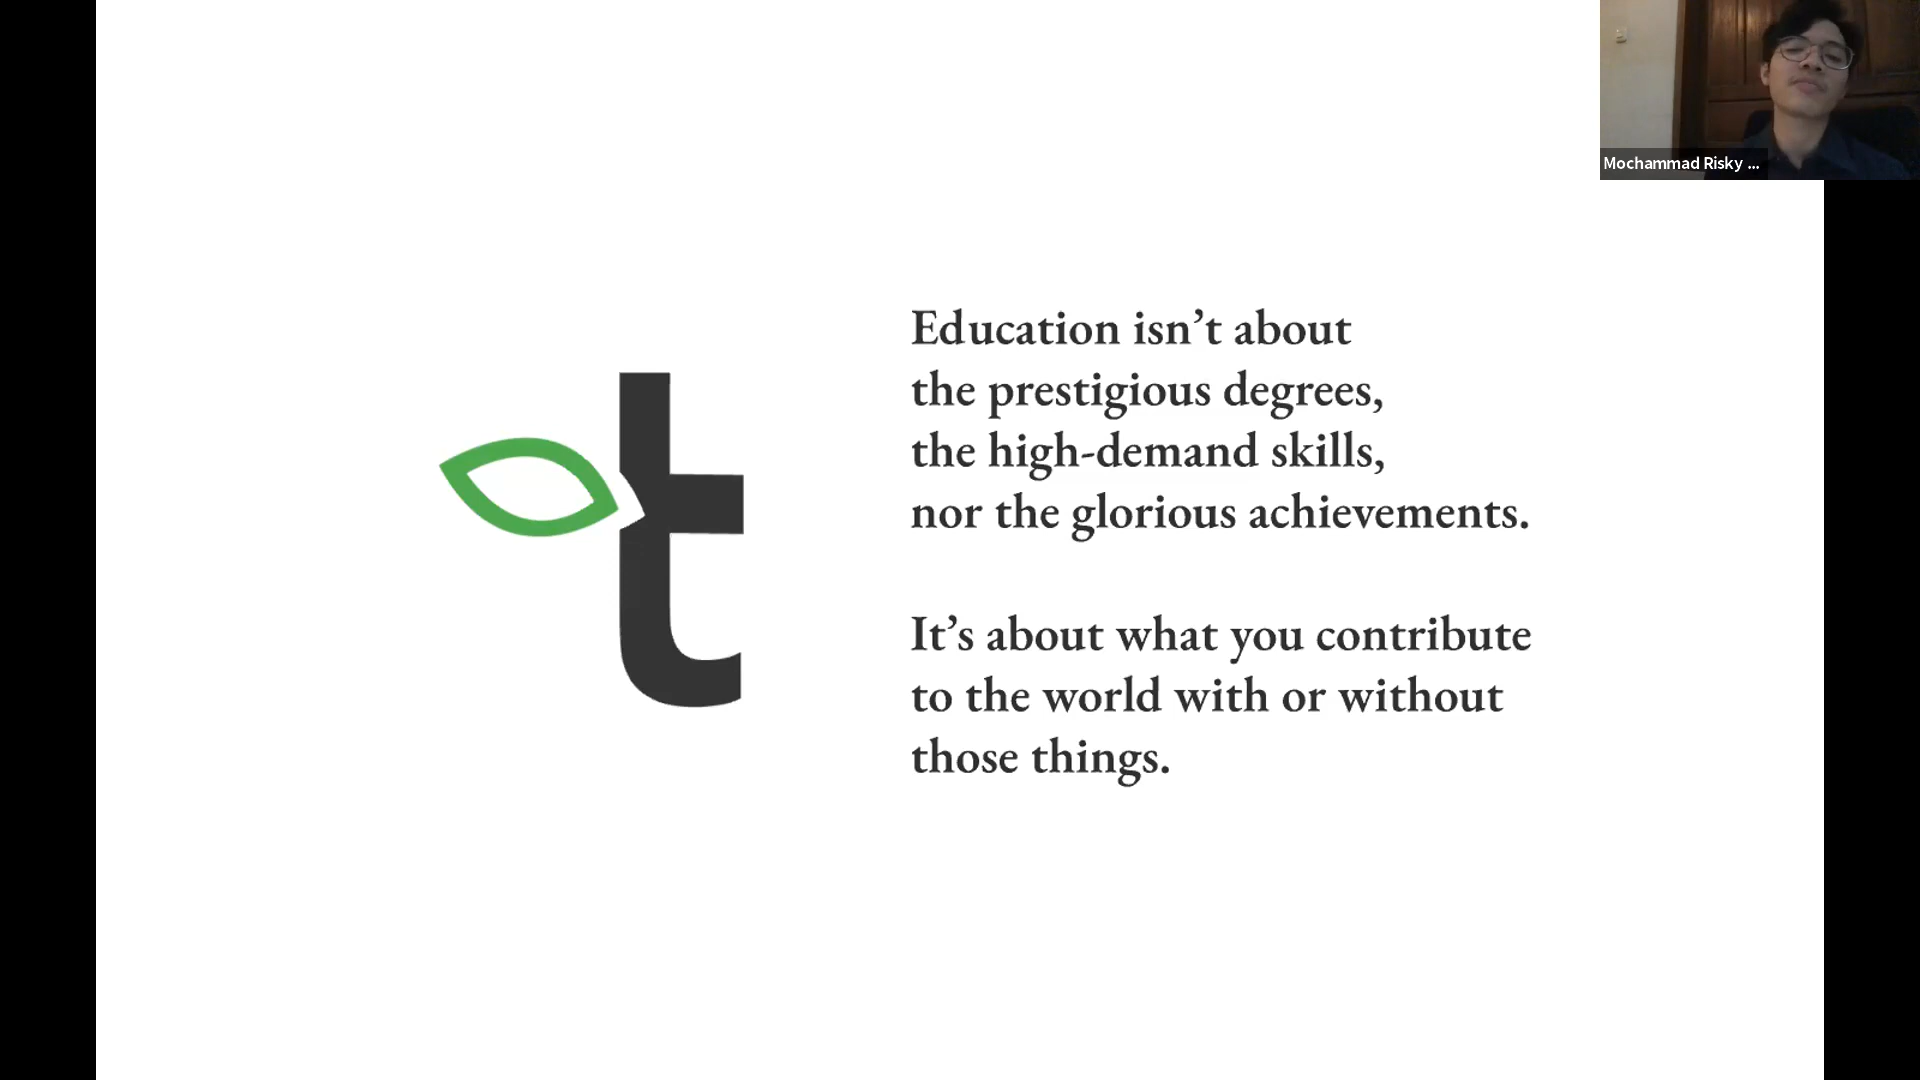 Mochammad Risky ...
t
Education isn’t about
the prestigious degrees,
the high-demand skills,
nor the glorious achievements.
It’s about what you contribute
to the world with or without
those things.